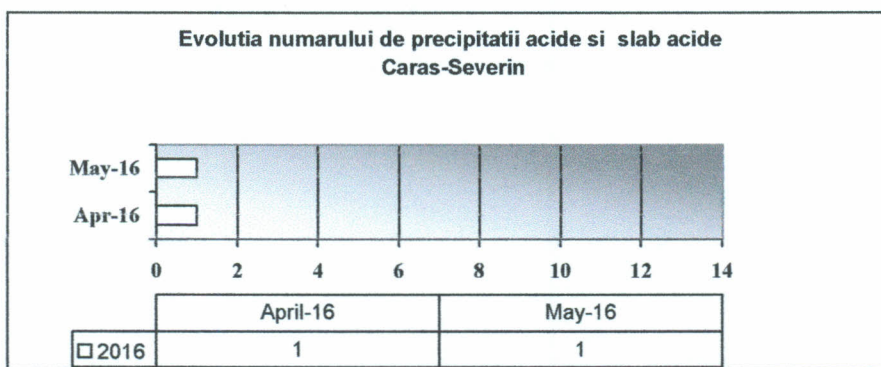 Evolutia numarului de precipitatii acide si slab acide
Caras-Severin
May-16
Apr-16
0 2 4 6 8 10 12 14
April-16 May-16
2016 1 1